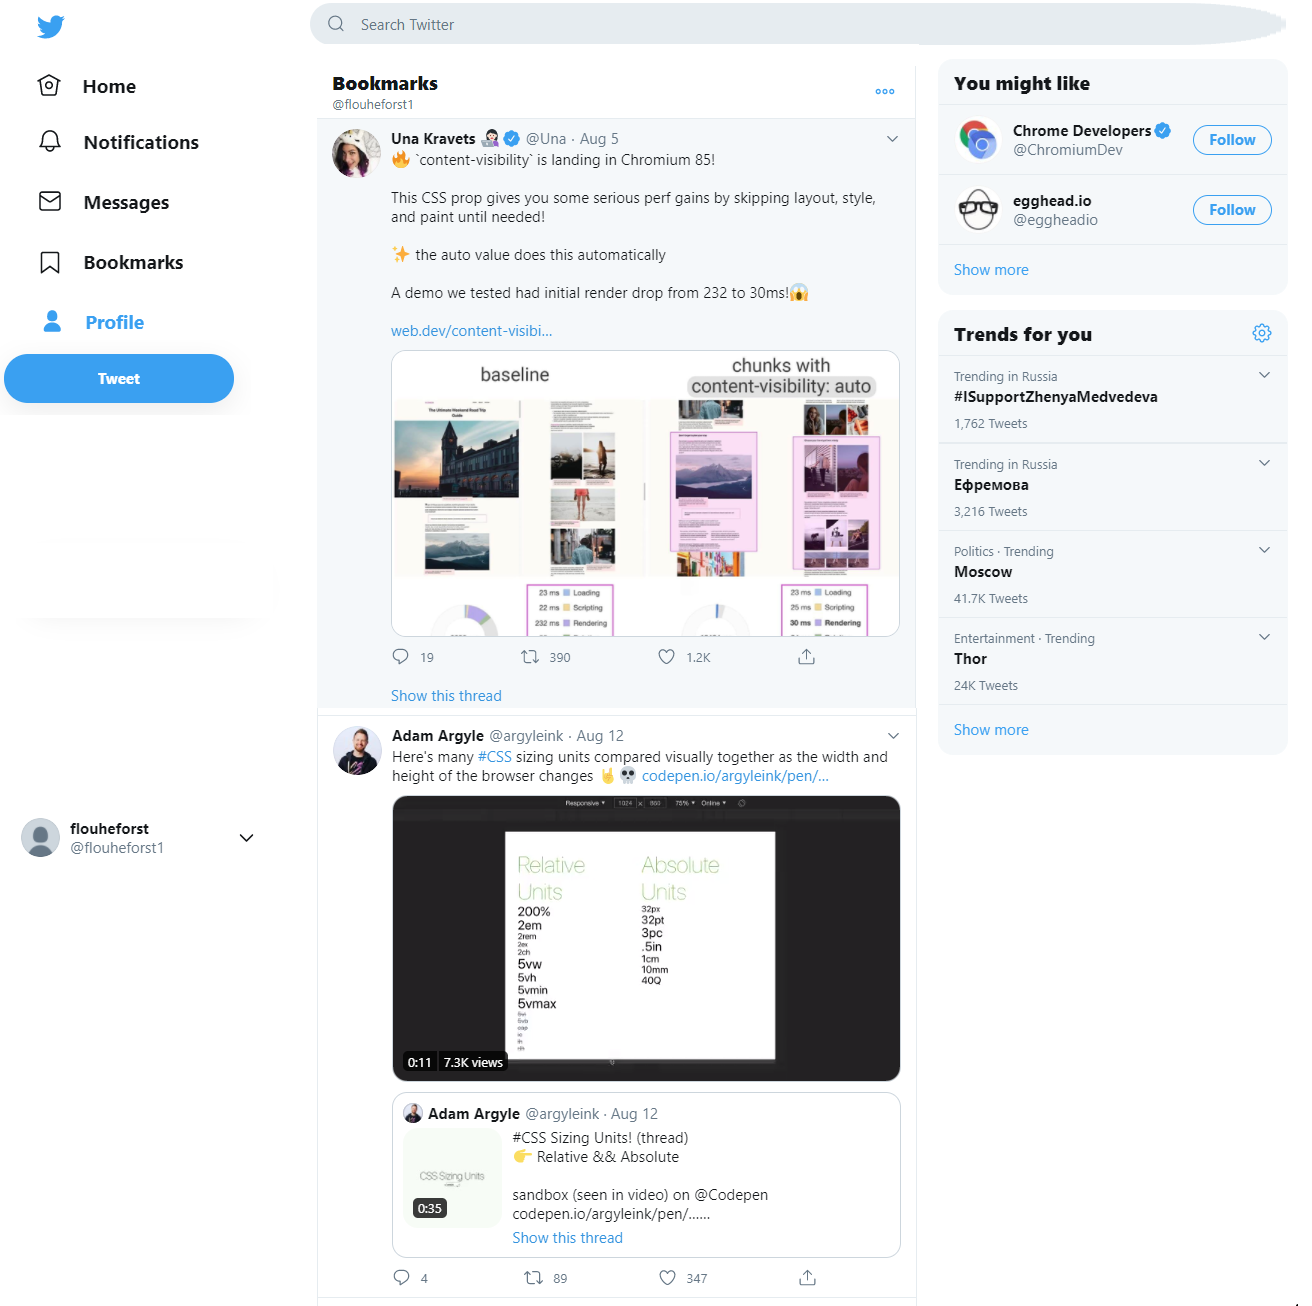 Search Twitter
Home
Notifications
Messages
Bookmarks
Profile
Tweet
flouheforst
@flouheforst1
Bookmarks
@flouheforst1
Una Kravets @Una · Aug 5
`content-visibility` is landing in Chromium 85!
This CSS prop gives you some serious perf gains by skipping layout, style,
and paint until needed!
the auto value does this automatically
A demo we tested had initial render drop from 232 to 30ms!
web.dev/content-visibi...
baseline
chunks with
content-visibility: auto
The Ultimate Weekend Road Trip
Guide
23 ms Loading
22 ms Scripting
232 ms Rendering
23 ms Loading
25 ms Scripting
30 ms Rendering
19
390
1.2K
Show this thread
Adam Argyle @argyleink · Aug 12
Here's many #CSS sizing units compared visually together as the width and
height of the browser changes codepen.io/argyleink/pen/...
Responsive 1024 x 860 75% Online
Relative
Units
200%
2em
2rem
2ex
2ch
5vw
5vh
5vmin
5vmax
Absolute
Units
32px
32pt
3pc
.5in
1cm
10mm
40Q
0:11 7.3K views
Adam Argyle @argyleink · Aug 12
#CSS Sizing Units! (thread)
Relative && Absolute
sandbox (seen in video) on @Codepen
codepen.io/argyleink/pen/......
Show this thread
CSS Sizing Units
0:35
4
89
347
You might like
Chrome Developers
@ChromiumDev
Follow
egghead.io
@eggheadio
Follow
Show more
Trends for you
Trending in Russia
#ISupportZhenyaMedvedeva
1,762 Tweets
Trending in Russia
Ефремова
3,216 Tweets
Politics · Trending
Moscow
41.7K Tweets
Entertainment · Trending
Thor
24K Tweets
Show more